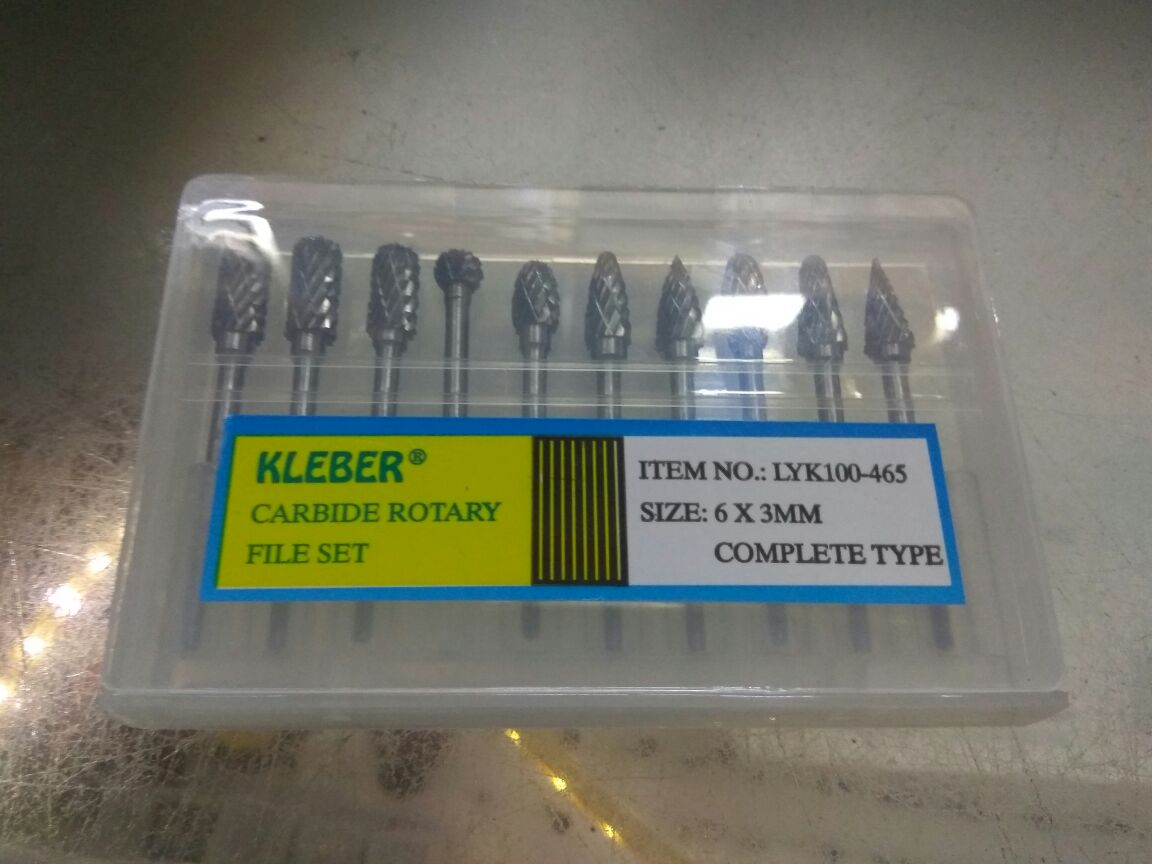 KLEBER®
CARBIDE ROTARY
FILE SET
ITEM NO.: LYK100-465
SIZE: 6 X 3MM
COMPLETE TYPE